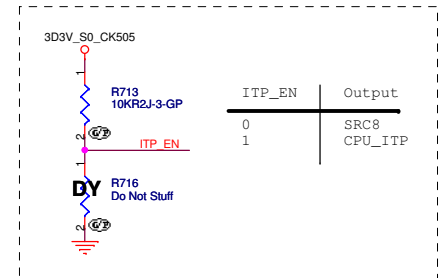 3D3V_S0_CK505
1
R713
10KR2J-3-GP
2
G/P
ITP_EN
1
DY
R716
Do Not Stuff
2
G/P
ITP_EN Output
0 SRC8
1 CPU_ITP